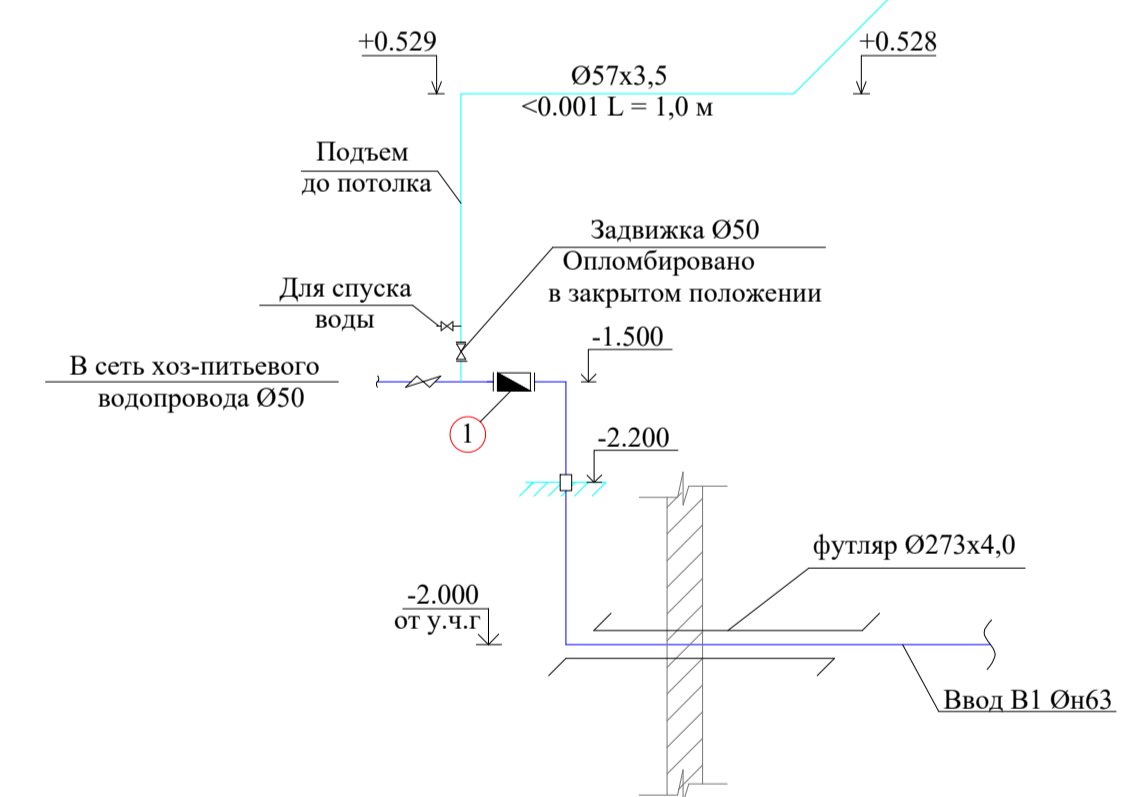 +0.529
+0.528
Ø57x3,5
<0.001 L = 1,0 м
Подъем
до потолка
Задвижка Ø50
Опломбировано
в закрытом положении
Для спуска
воды
-1.500
В сеть хоз-питьевого
водопровода Ø50
1
-2.200
футляр Ø273x4,0
-2.000
от у.ч.г
Ввод В1 Øн63